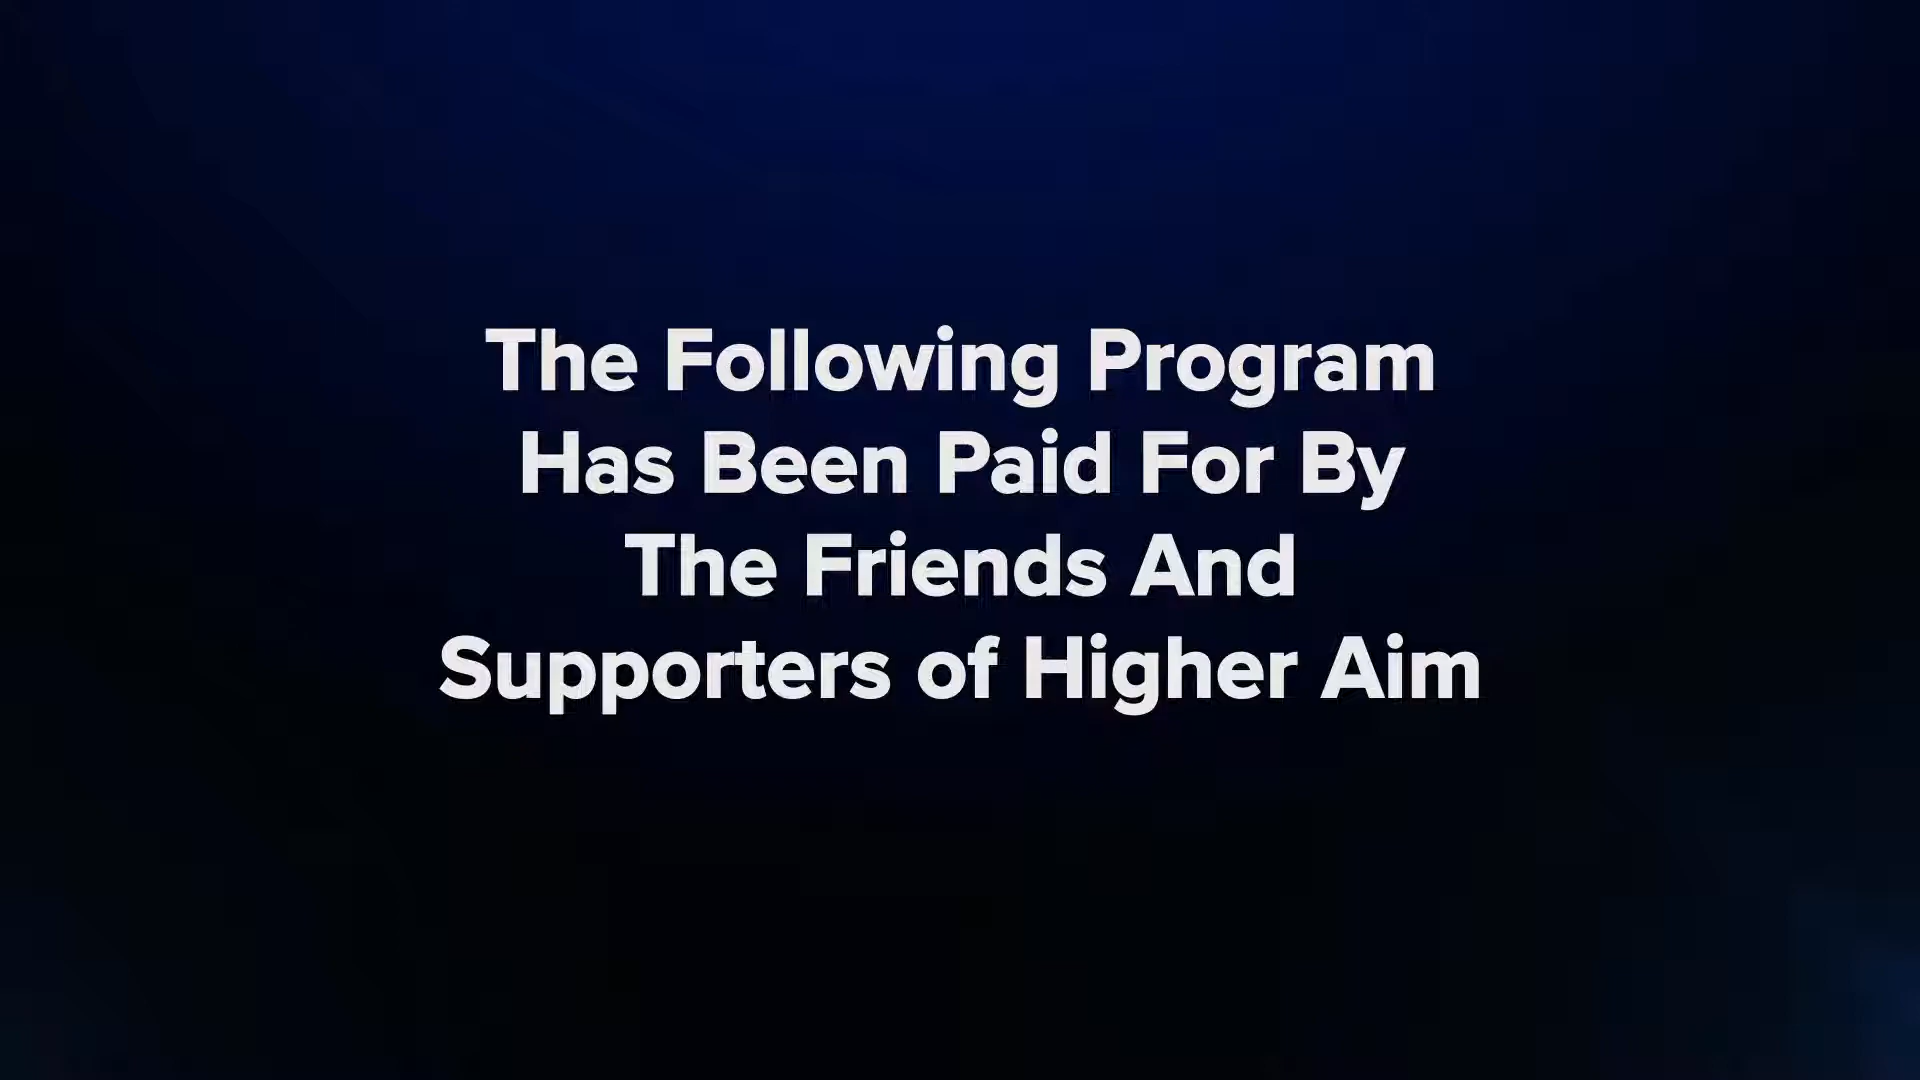 The Following Program
Has Been Paid For By
The Friends And
Supporters of Higher Aim